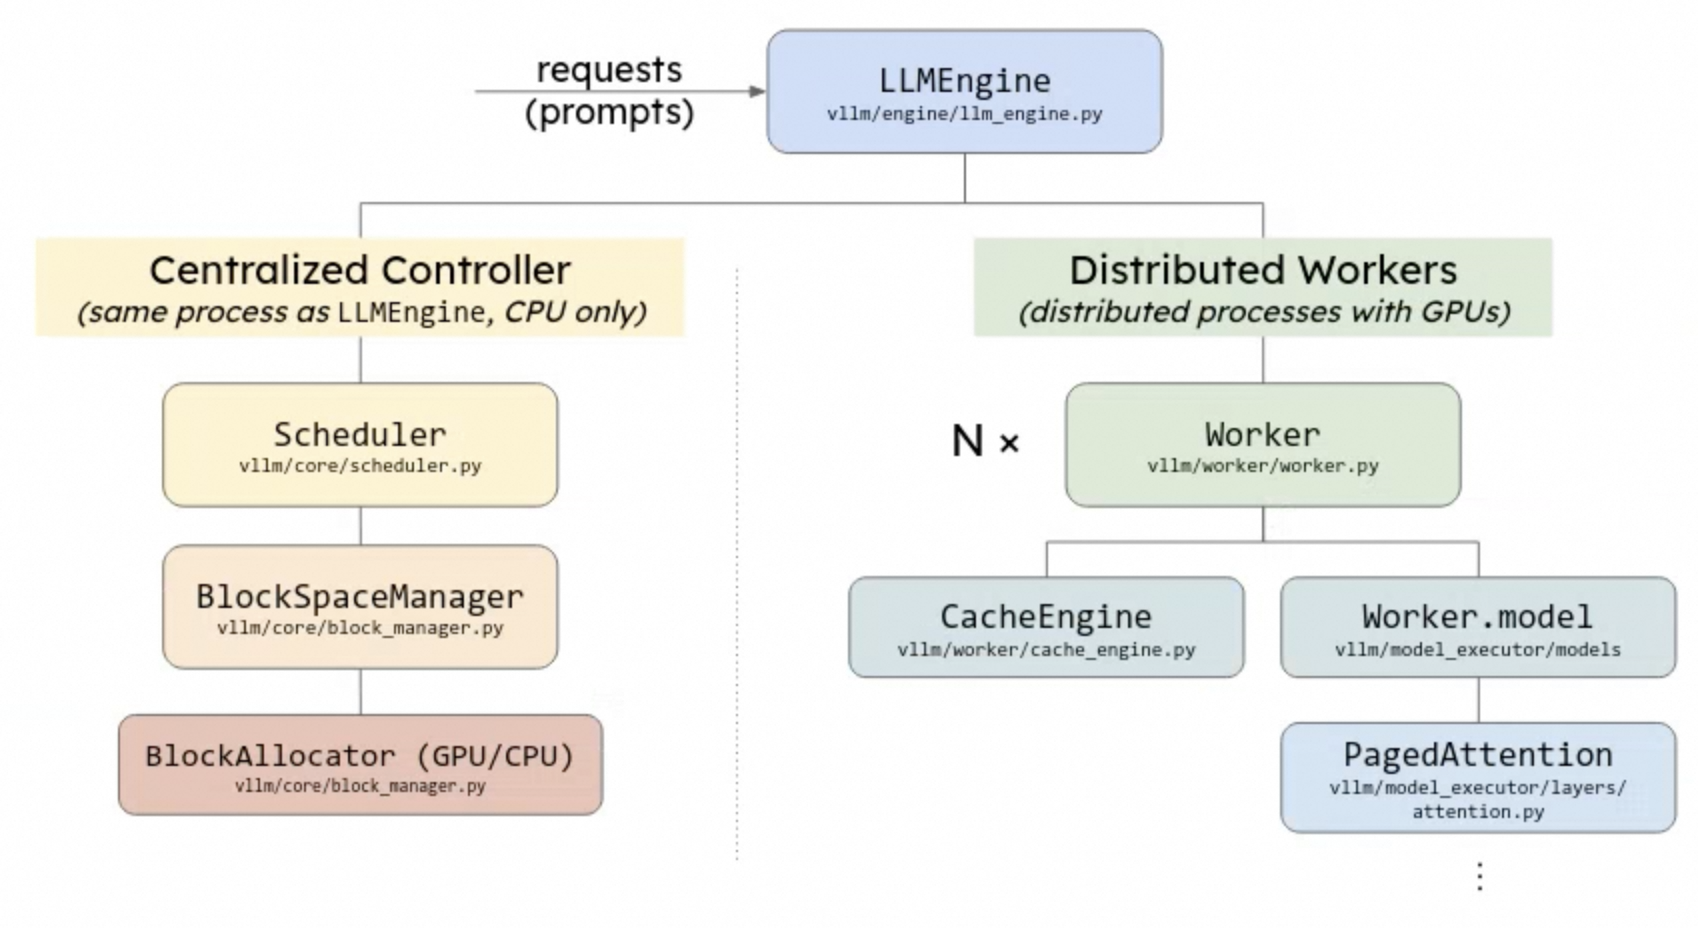 requests
(prompts)
LLMEngine
vllm/engine/llm_engine.py
Centralized Controller
(same process as LLMEngine, CPU only)
Scheduler
vllm/core/scheduler.py
BlockSpaceManager
vllm/core/block_manager.py
BlockAllocator (GPU/CPU)
vllm/core/block_manager.py
Distributed Workers
(distributed processes with GPUs)
N ×
Worker
vllm/worker/worker.py
CacheEngine
vllm/worker/cache_engine.py
Worker.model
vllm/model_executor/models
PagedAttention
vllm/model_executor/layers/
attention.py
⋮